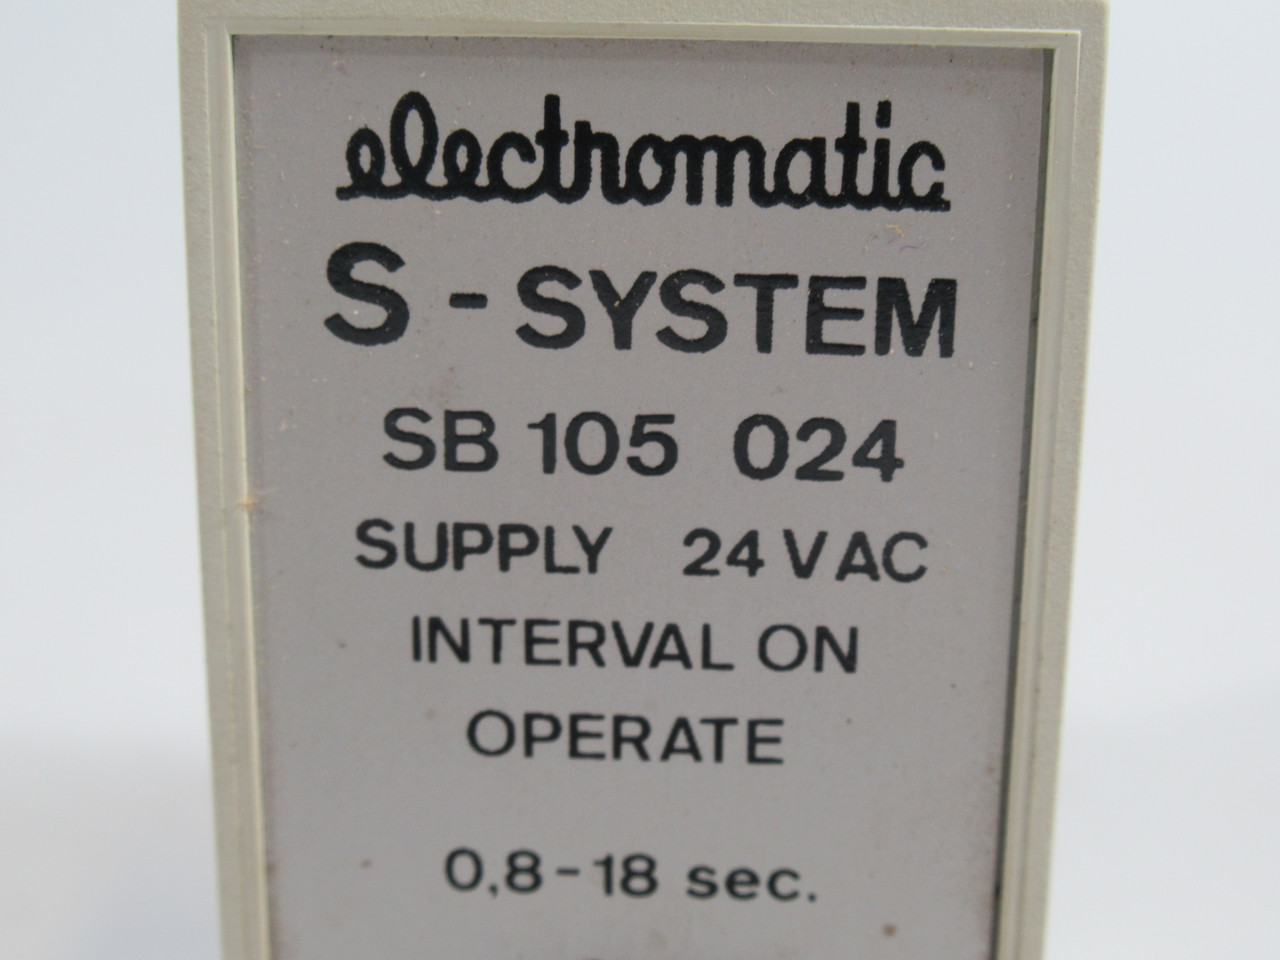 electromatic
S - SYSTEM
SB 105 024
SUPPLY 24 VAC
INTERVAL ON
OPERATE
0,8-18 sec.